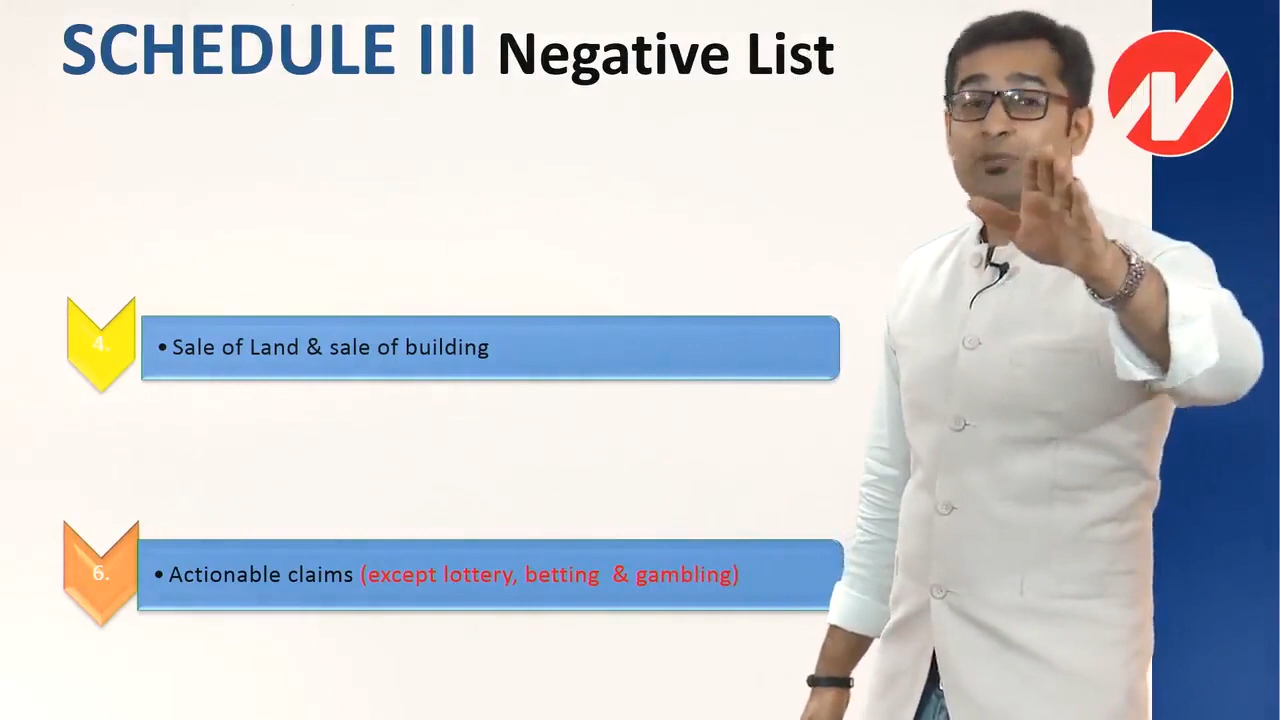 SCHEDULE III Negative List
4.
• Sale of Land & sale of building
6.
• Actionable claims (except lottery, betting & gambling)